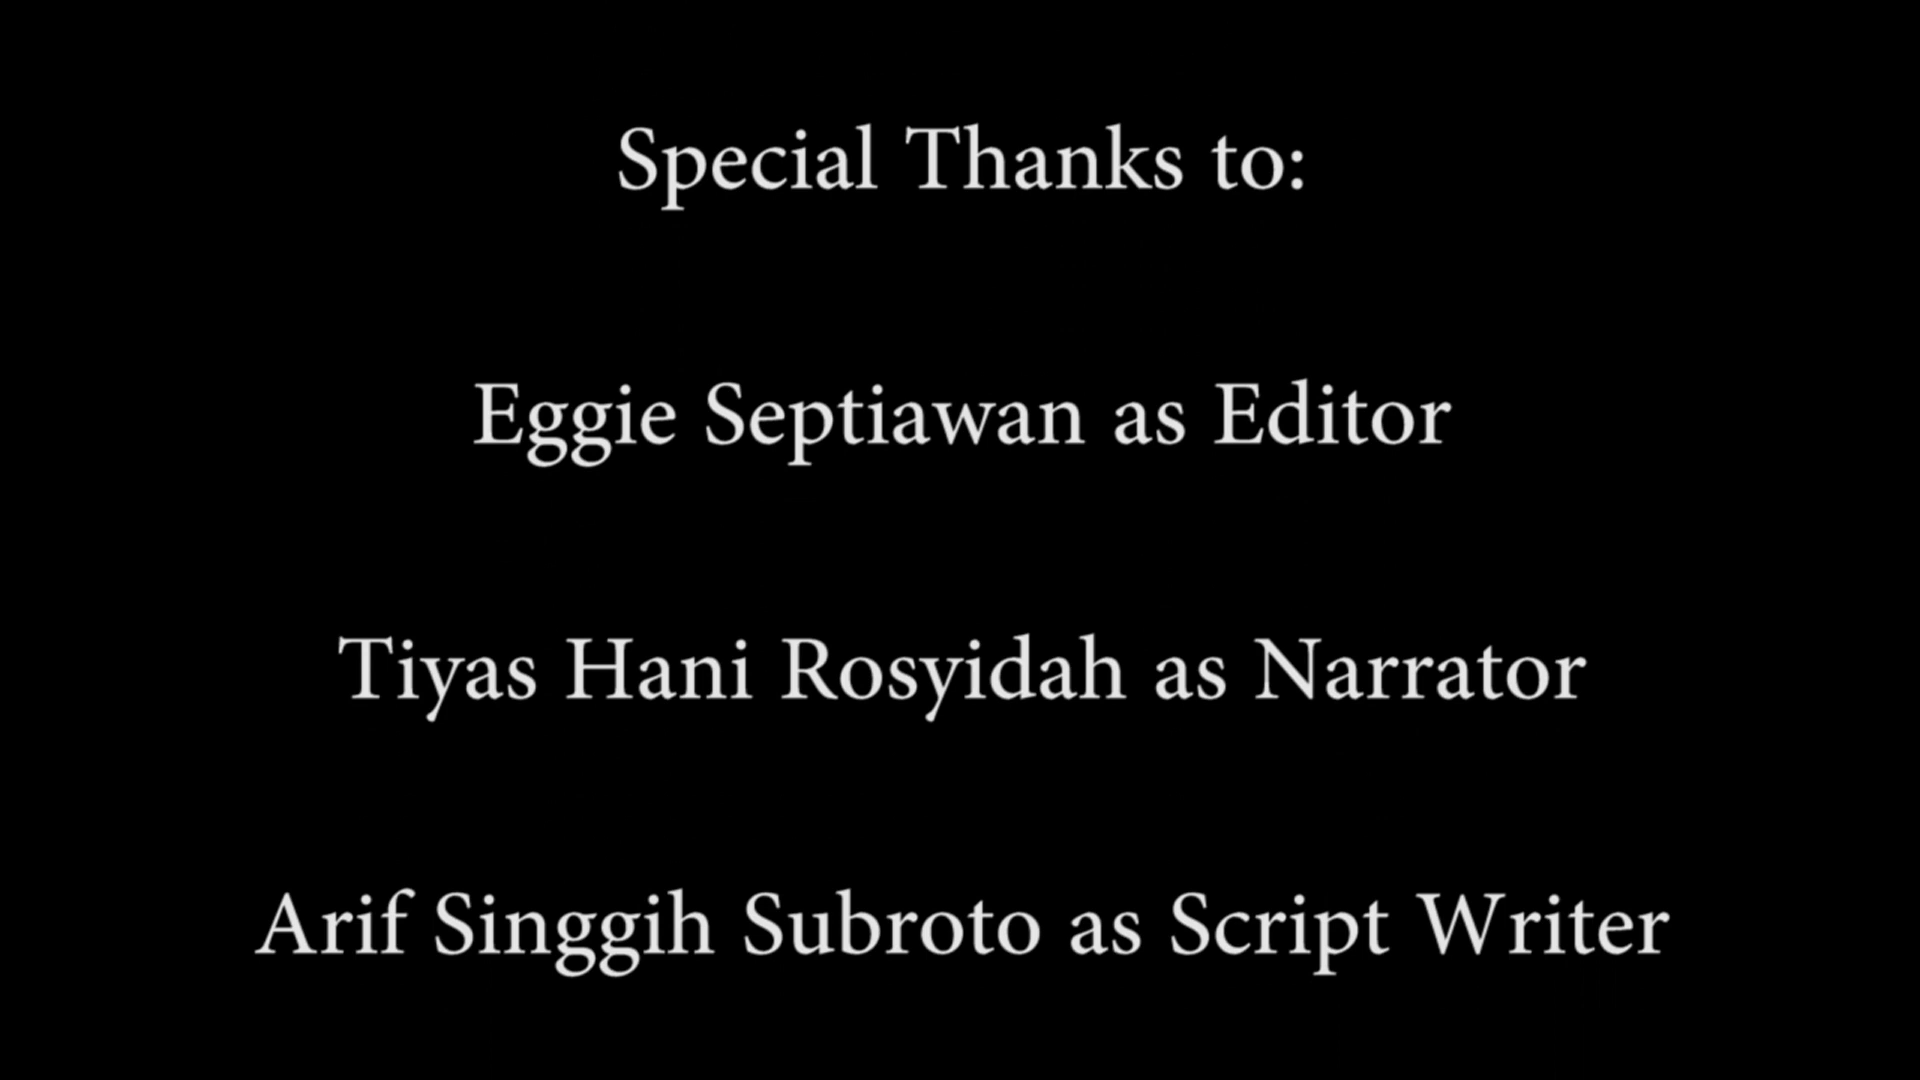 Special Thanks to:
Eggie Septiawan as Editor
Tiyas Hani Rosyidah as Narrator
Arif Singgih Subroto as Script Writer